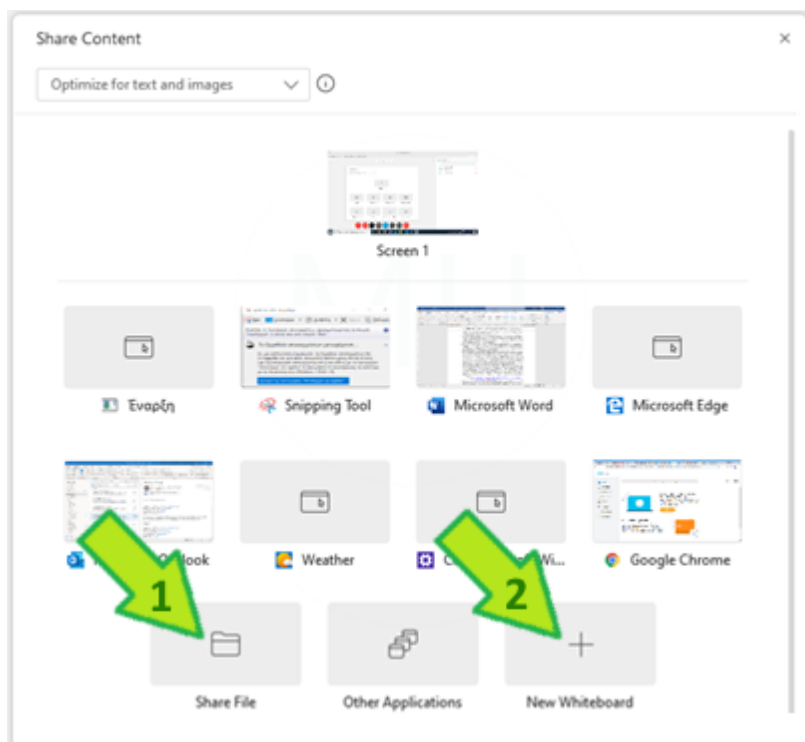 Share Content
Optimize for text and images
Screen 1
Έναρξη
Snipping Tool
Microsoft Word
Microsoft Edge
Weather
Google Chrome
1
2
Share File
Other Applications
New Whiteboard